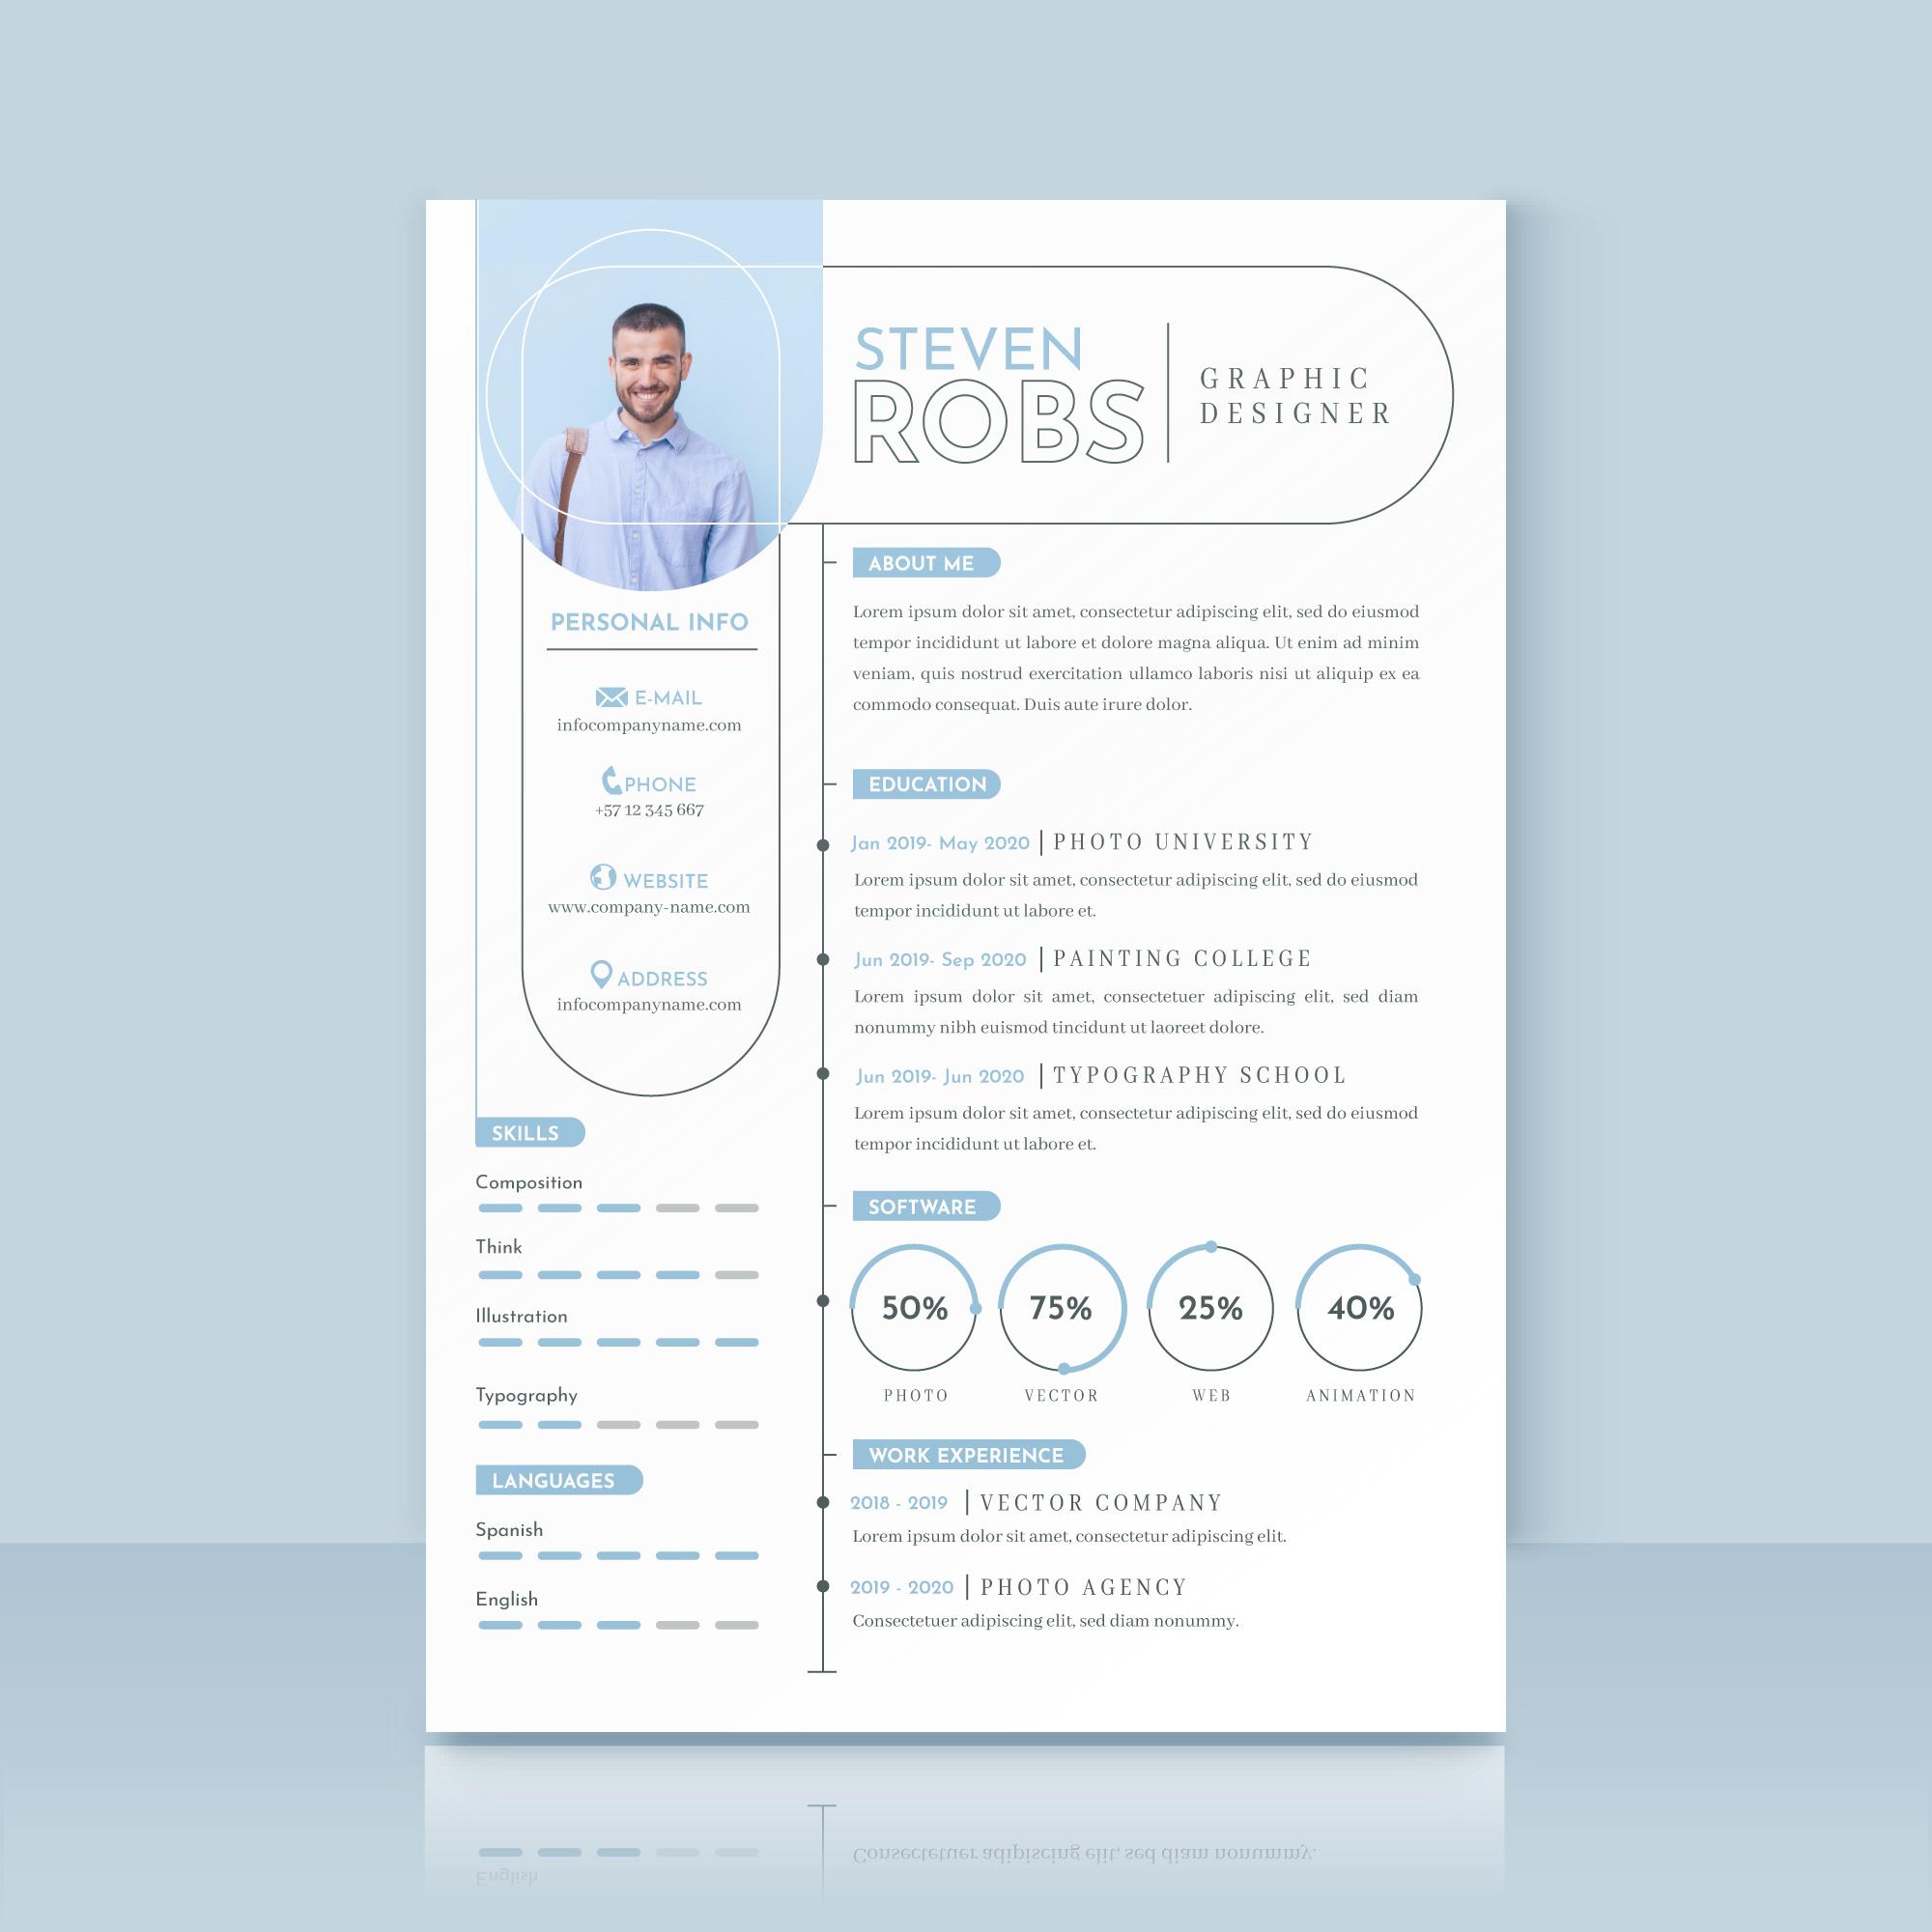 STEVEN
ROBS
GRAPHIC
DESIGNER
PERSONAL INFO
E-MAIL
infocompanyname.com
PHONE
+57 12 345 667
WEBSITE
www.company-name.com
ADDRESS
infocompanyname.com
SKILLS
Composition
Think
Illustration
Typography
LANGUAGES
Spanish
English
ABOUT ME
Lorem ipsum dolor sit amet, consectetur adipiscing elit, sed do eiusmod
tempor incididunt ut labore et dolore magna aliqua. Ut enim ad minim
veniam, quis nostrud exercitation ullamco laboris nisi ut aliquip ex ea
commodo consequat. Duis aute irure dolor.
EDUCATION
Jan 2019- May 2020 | PHOTO UNIVERSITY
Lorem ipsum dolor sit amet, consectetur adipiscing elit, sed do eiusmod
tempor incididunt ut labore et.
Jun 2019- Sep 2020 | PAINTING COLLEGE
Lorem ipsum dolor sit amet, consectetuer adipiscing elit, sed diam
nonummy nibh euismod tincidunt ut laoreet dolore.
Jun 2019- Jun 2020 | TYPOGRAPHY SCHOOL
Lorem ipsum dolor sit amet, consectetur adipiscing elit, sed do eiusmod
tempor incididunt ut labore et.
SOFTWARE
50% 75% 25% 40%
PHOTO VECTOR WEB ANIMATION
WORK EXPERIENCE
2018 - 2019 | VECTOR COMPANY
Lorem ipsum dolor sit amet, consectetur adipiscing elit.
2019 - 2020 | PHOTO AGENCY
Consectetuer adipiscing elit, sed diam nonummy.
Consectetuer adipiscing elit, sed diam nonummy.
English